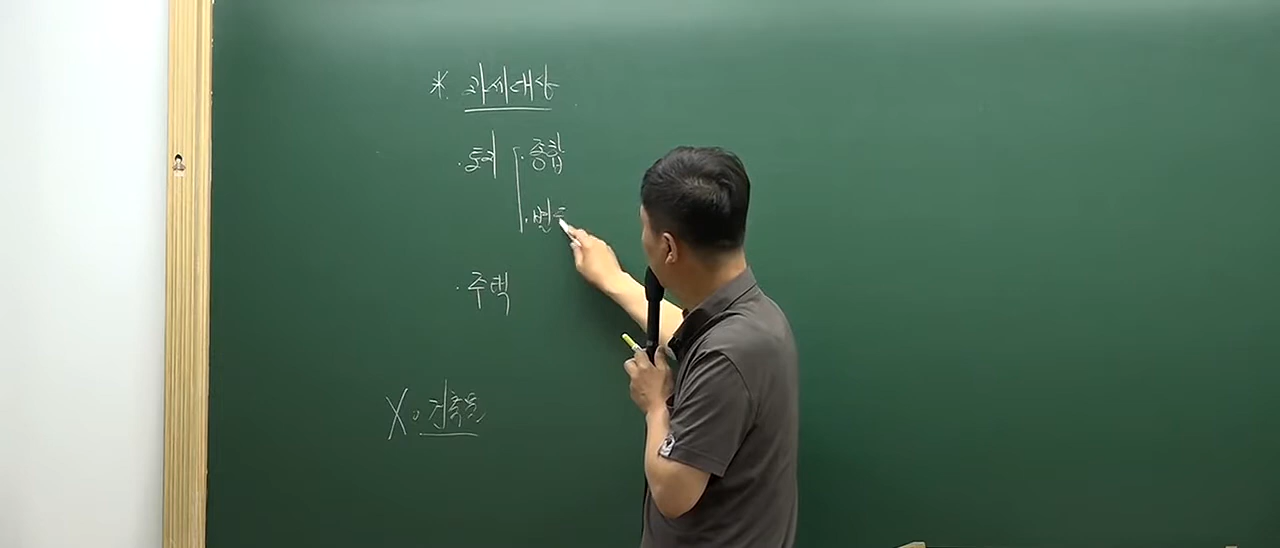 * 과세대상
· 토지 · 종합
· 별도
· 주택
X. 건축물